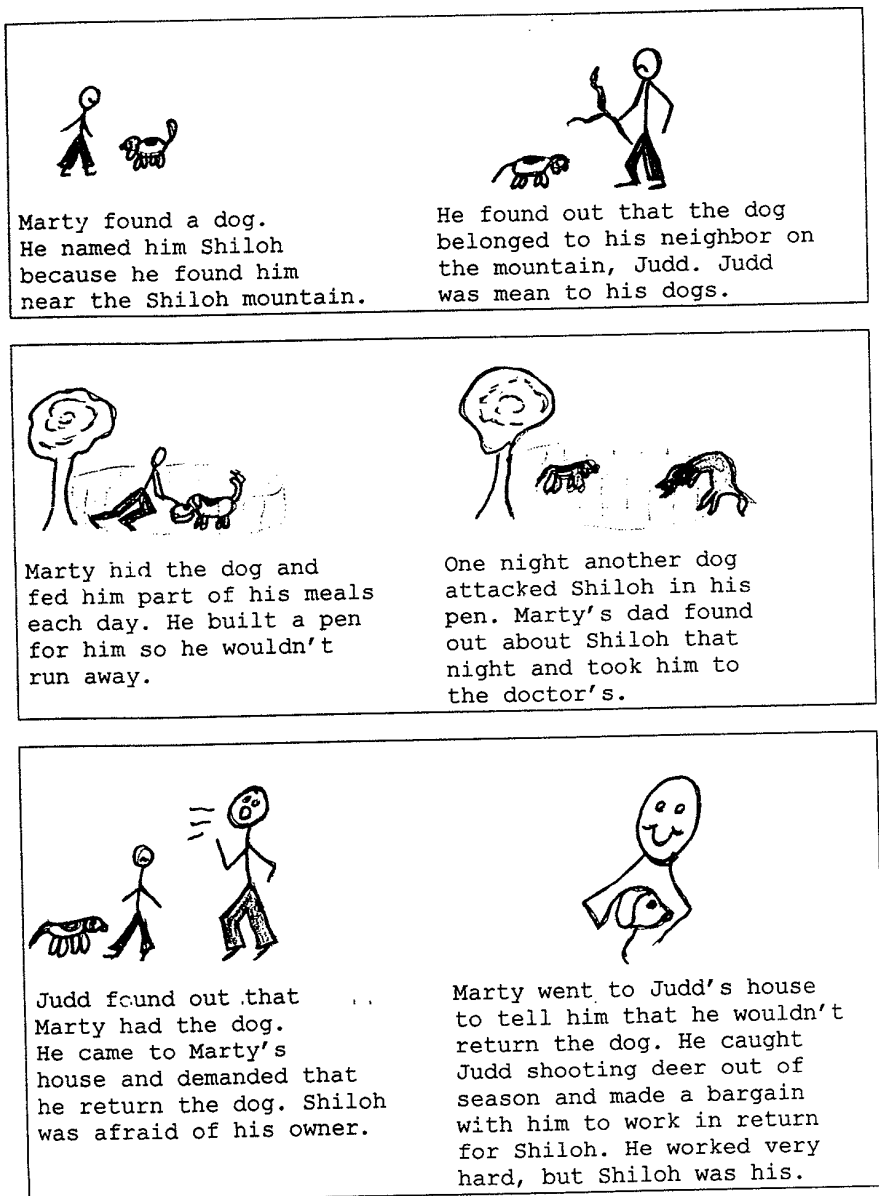 Marty found a dog.
He named him Shiloh
because he found him
near the Shiloh mountain.
He found out that the dog
belonged to his neighbor on
the mountain, Judd. Judd
was mean to his dogs.
Marty hid the dog and
fed him part of his meals
each day. He built a pen
for him so he wouldn't
run away.
One night another dog
attacked Shiloh in his
pen. Marty's dad found
out about Shiloh that
night and took him to
the doctor's.
Judd found out that
Marty had the dog.
He came to Marty's
house and demanded that
he return the dog. Shiloh
was afraid of his owner.
Marty went to Judd's house
to tell him that he wouldn't
return the dog. He caught
Judd shooting deer out of
season and made a bargain
with him to work in return
for Shiloh. He worked very
hard, but Shiloh was his.